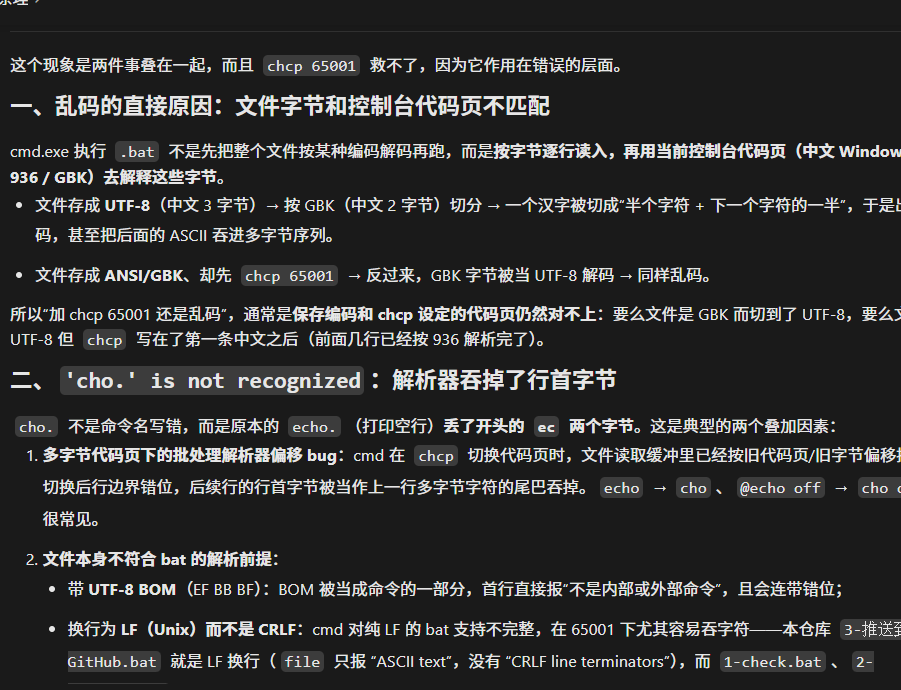 这个现象是两件事叠在一起，而且 chcp 65001 救不了，因为它作用在错误的层面。
一、乱码的直接原因：文件字节和控制台代码页不匹配
cmd.exe 执行 .bat 不是先把整个文件按某种编码解码再跑，而是按字节逐行读入，再用当前控制台代码页（中文 Window
936 / GBK）去解释这些字节。
• 文件存成 UTF-8（中文 3 字节）→ 按 GBK（中文 2 字节）切分 → 一个汉字被切成“半个字符 + 下一个字符的一半”，于是出
码，甚至把后面的 ASCII 吞进多字节序列。
• 文件存成 ANSI/GBK、却先 chcp 65001 → 反过来，GBK 字节被当 UTF-8 解码 → 同样乱码。
所以“加 chcp 65001 还是乱码”，通常是保存编码和 chcp 设定的代码页仍然对不上：要么文件是 GBK 而切到了 UTF-8，要么文
UTF-8 但 chcp 写在了第一条中文之后（前面几行已经按 936 解析完了）。
二、'cho.' is not recognized：解析器吞掉了行首字节
cho. 不是命令名写错，而是原本的 echo.（打印空行）丢了开头的 ec 两个字节。这是典型的两个叠加因素：
1. 多字节代码页下的批处理解析器偏移 bug：cmd 在 chcp 切换代码页时，文件读取缓冲里已经按旧代码页/旧字节偏移
切换后行边界错位，后续行的行首字节被当作上一行多字节字符的尾巴吞掉。echo → cho 、 @echo off → cho o
很常见。
2. 文件本身不符合 bat 的解析前提：
• 带 UTF-8 BOM（EF BB BF）：BOM 被当成命令的一部分，首行直接报“不是内部或外部命令”，且会连带错位；
• 换行为 LF（Unix）而不是 CRLF：cmd 对纯 LF 的 bat 支持不完整，在 65001 下尤其容易吞字符——本仓库 3-推送到
GitHub.bat 就是 LF 换行（ file 只报 “ASCII text”，没有 “CRLF line terminators”），而 1-check.bat 、 2-